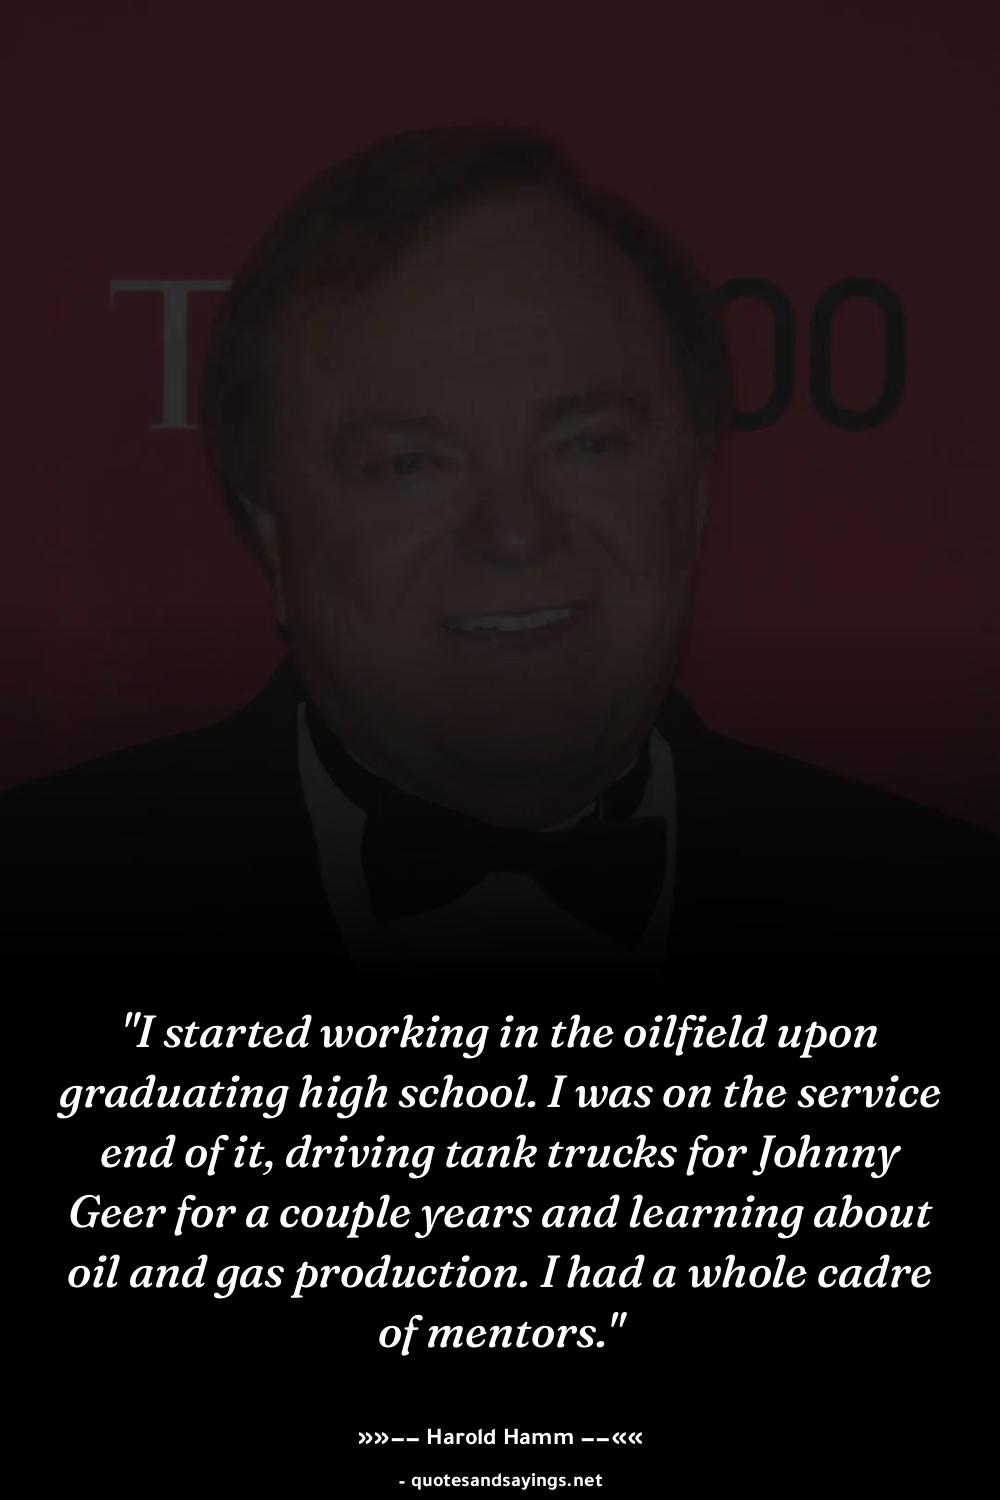 T 00
"I started working in the oilfield upon
graduating high school. I was on the service
end of it, driving tank trucks for Johnny
Geer for a couple years and learning about
oil and gas production. I had a whole cadre
of mentors."
»»−− Harold Hamm −−««
- quotesandsayings.net